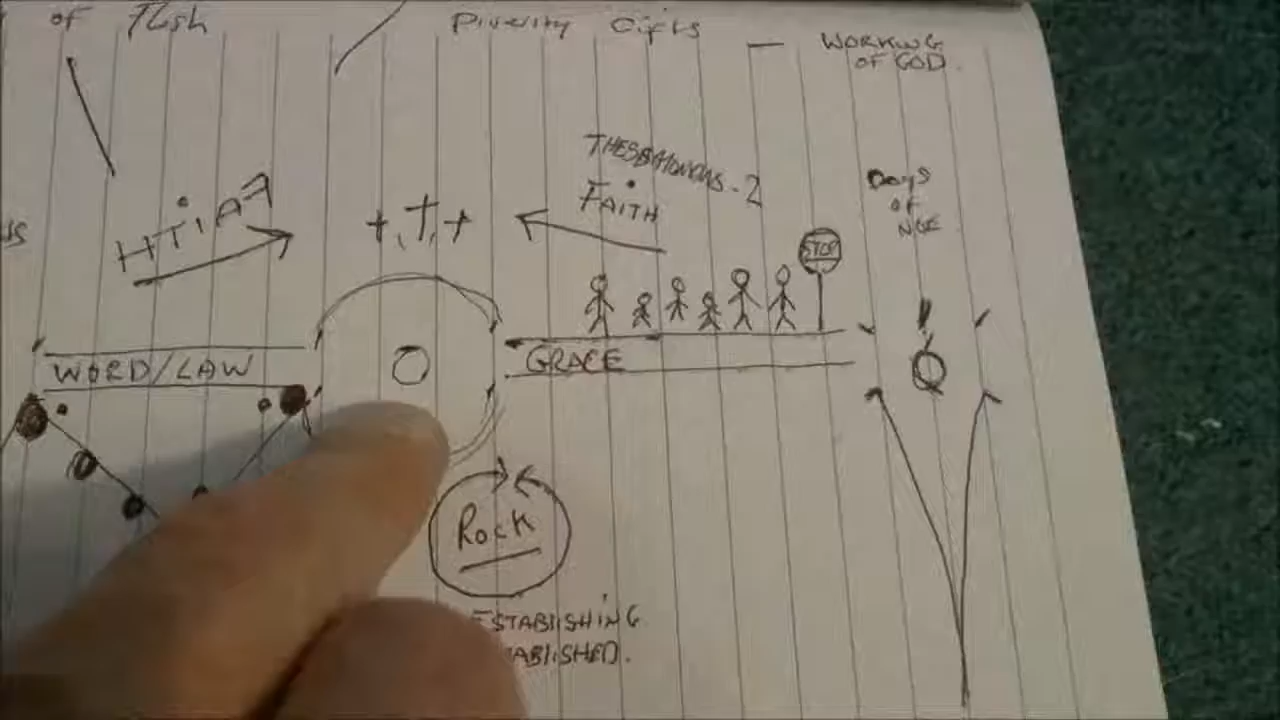 of Flesh
Diversity Gifts
— WORKING
OF GOD.
THESSALONIANS-2
FAITH
HTiAF
Days
of
NOE
STOP
WORD/LAW
GRACE
Rock
ESTABLISHING